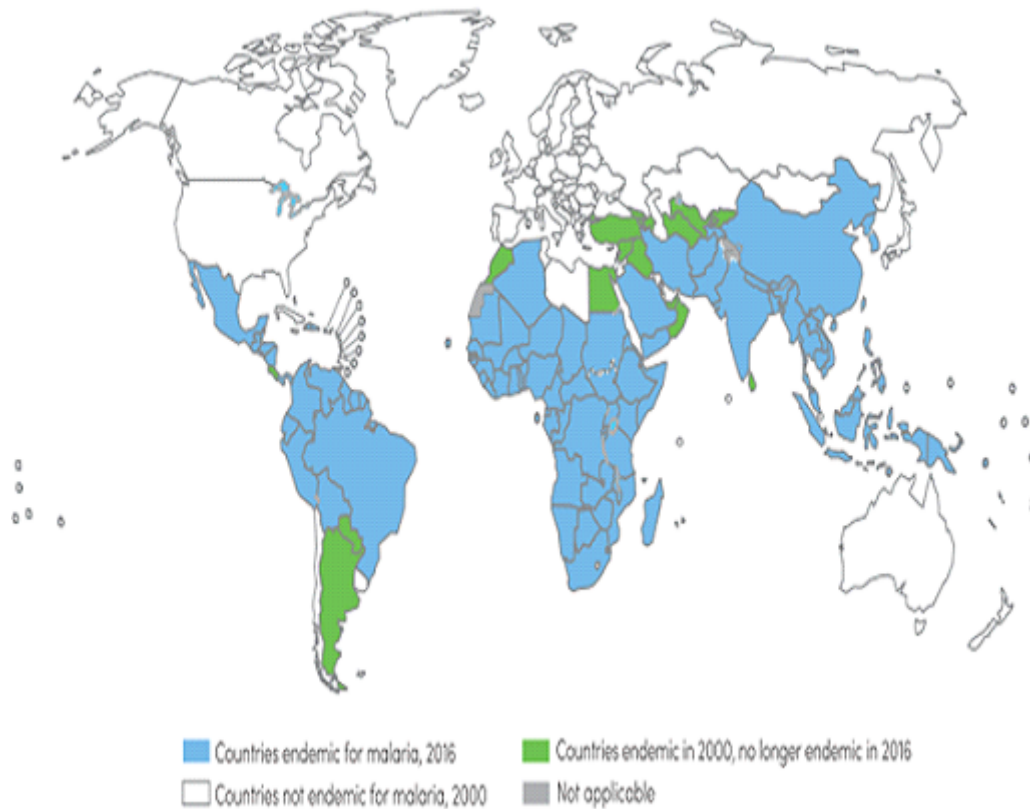 Countries endemic for malaria, 2016
Countries endemic in 2000, no longer endemic in 2016
Countries not endemic for malaria, 2000
Not applicable